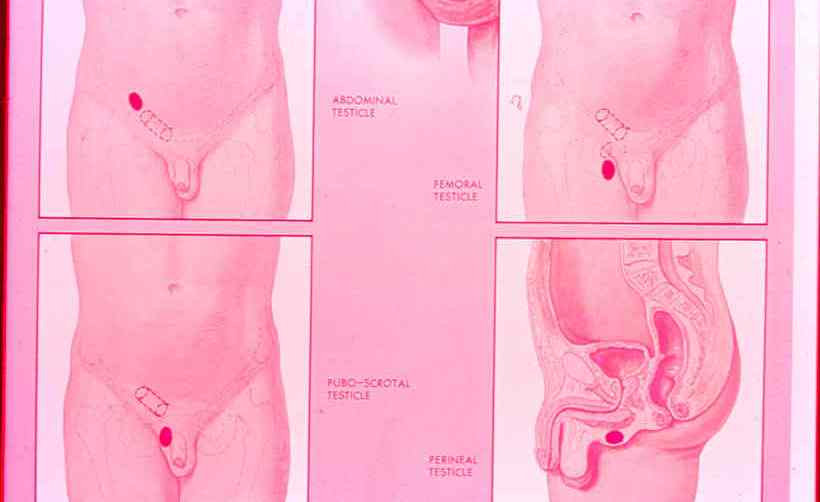 ABDOMINAL
TESTICLE
FEMORAL
TESTICLE
PUBO-SCROTAL
TESTICLE
PERINEAL
TESTICLE